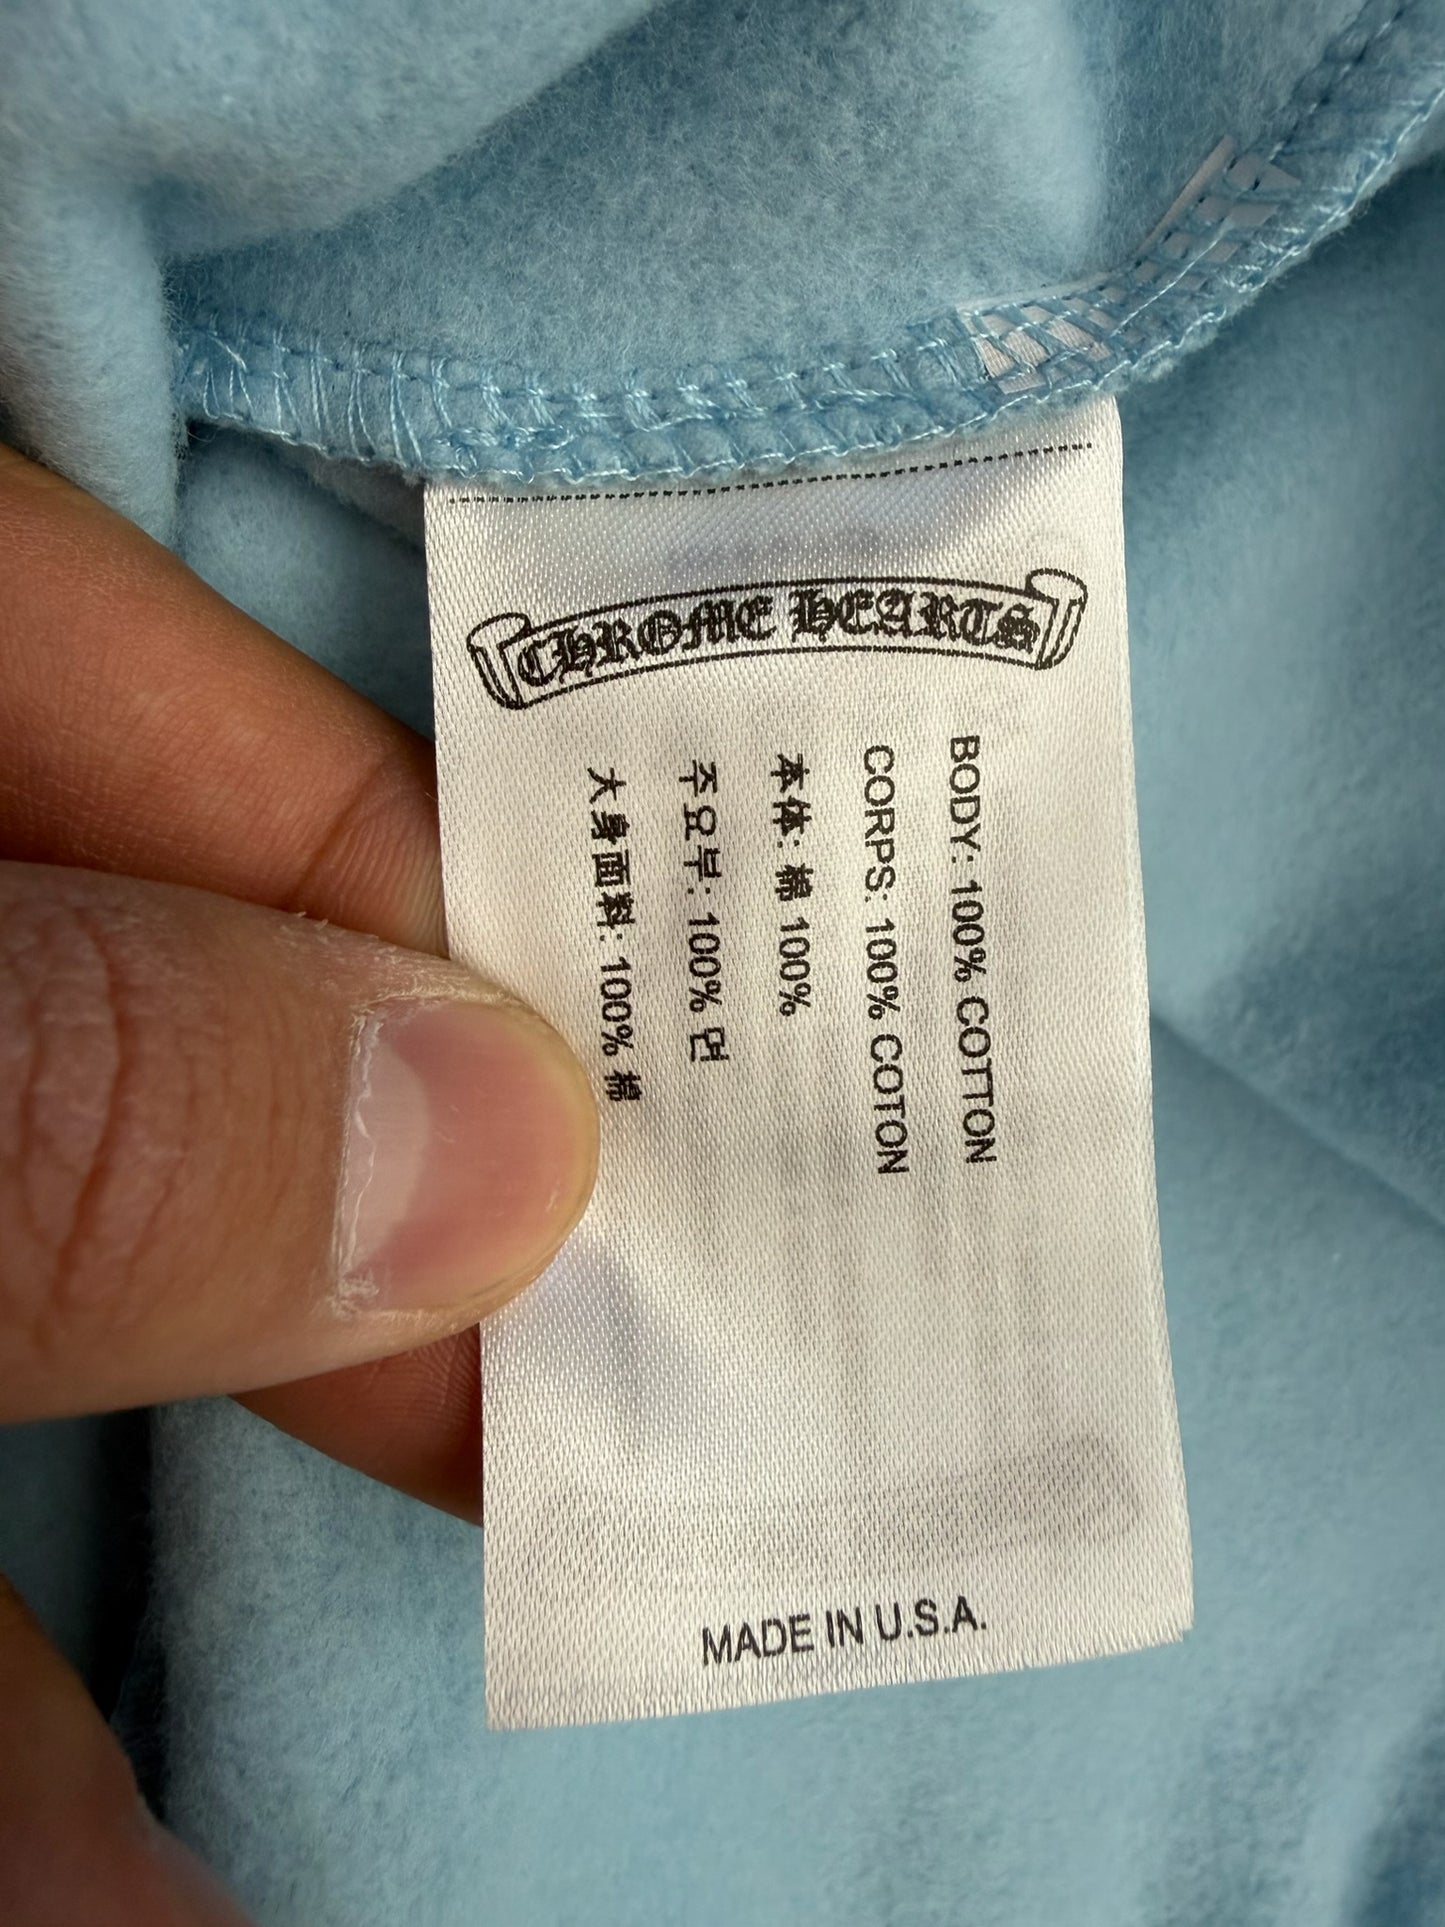 CHROME HEARTS
BODY: 100% COTTON
CORPS: 100% COTON
本体: 棉 100%
주요부: 100% 면
大身面料: 100% 棉
MADE IN U.S.A.